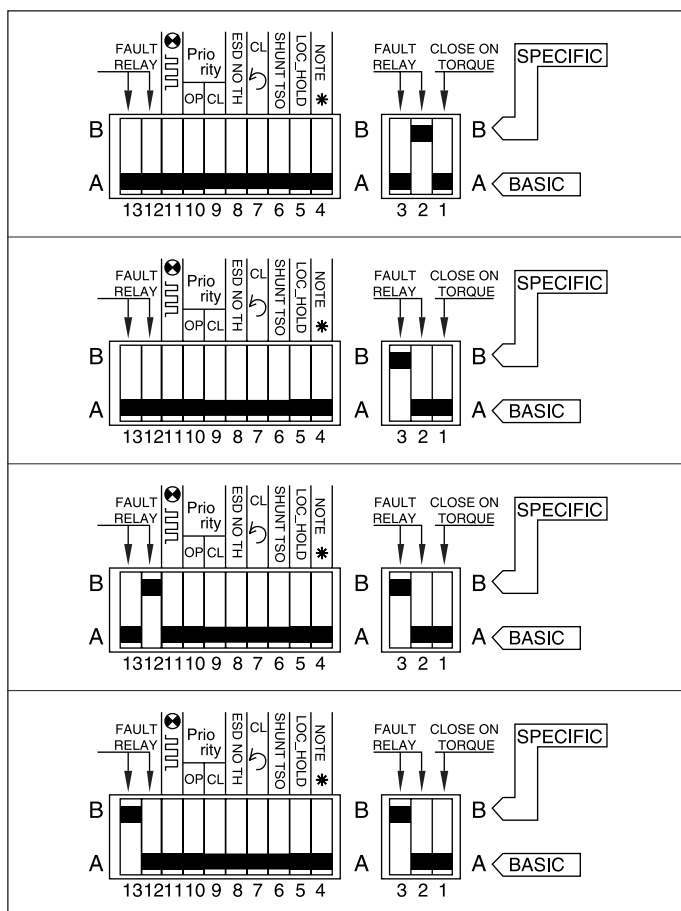 FAULT RELAY Prio rity OP CL ESD NO TH CL SHUNT TSO LOC_HOLD NOTE * FAULT RELAY CLOSE ON TORQUE SPECIFIC
B B B
A A A BASIC
13 12 11 10 9 8 7 6 5 4 3 2 1
FAULT RELAY Prio rity OP CL ESD NO TH CL SHUNT TSO LOC_HOLD NOTE * FAULT RELAY CLOSE ON TORQUE SPECIFIC
B B B
A A A BASIC
13 12 11 10 9 8 7 6 5 4 3 2 1
FAULT RELAY Prio rity OP CL ESD NO TH CL SHUNT TSO LOC_HOLD NOTE * FAULT RELAY CLOSE ON TORQUE SPECIFIC
B B B
A A A BASIC
13 12 11 10 9 8 7 6 5 4 3 2 1
FAULT RELAY Prio rity OP CL ESD NO TH CL SHUNT TSO LOC_HOLD NOTE * FAULT RELAY CLOSE ON TORQUE SPECIFIC
B B B
A A A BASIC
13 12 11 10 9 8 7 6 5 4 3 2 1